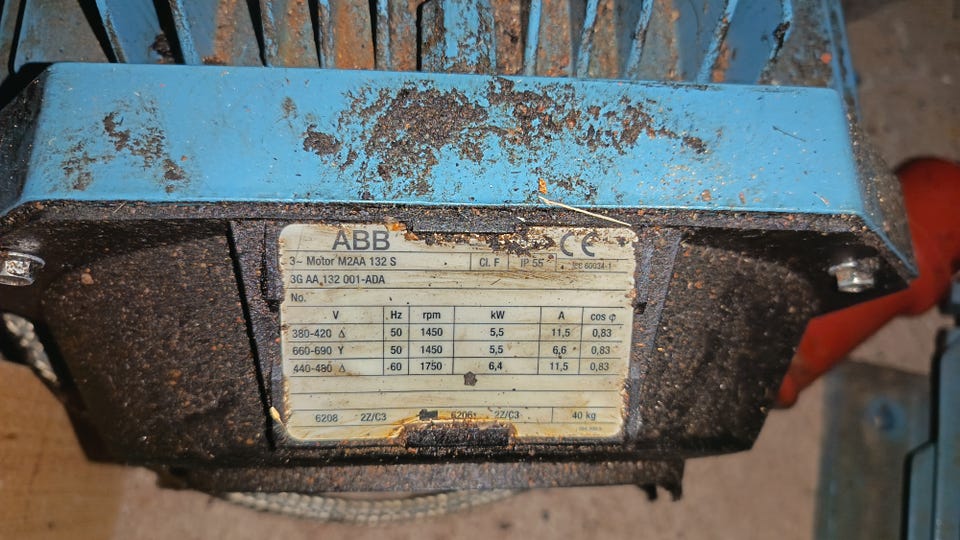 ABB CE
3~ Motor M2AA 132 S Cl. F IP 55 IEC 60034-1
3G AA 132 001-ADA
No.
V Hz rpm kW A cos φ
380-420 Δ 50 1450 5,5 11,5 0,83
660-690 Y 50 1450 5,5 6,6 0,83
440-480 Δ 60 1750 6,4 11,5 0,83
6208 2Z/C3 6206 2Z/C3 40 kg